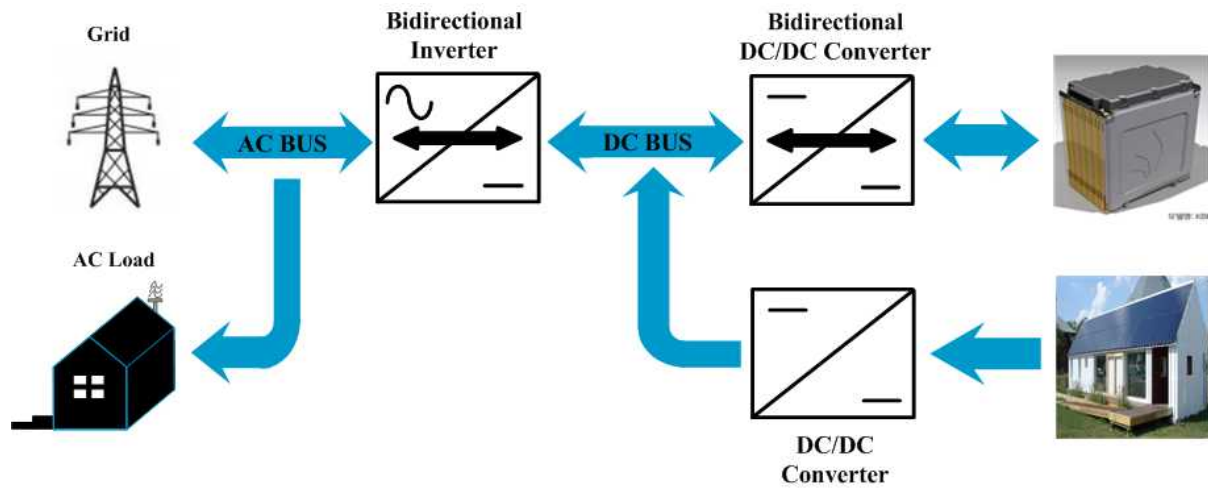 Grid
Bidirectional
Inverter
Bidirectional
DC/DC Converter
AC BUS
DC BUS
AC Load
DC/DC
Converter